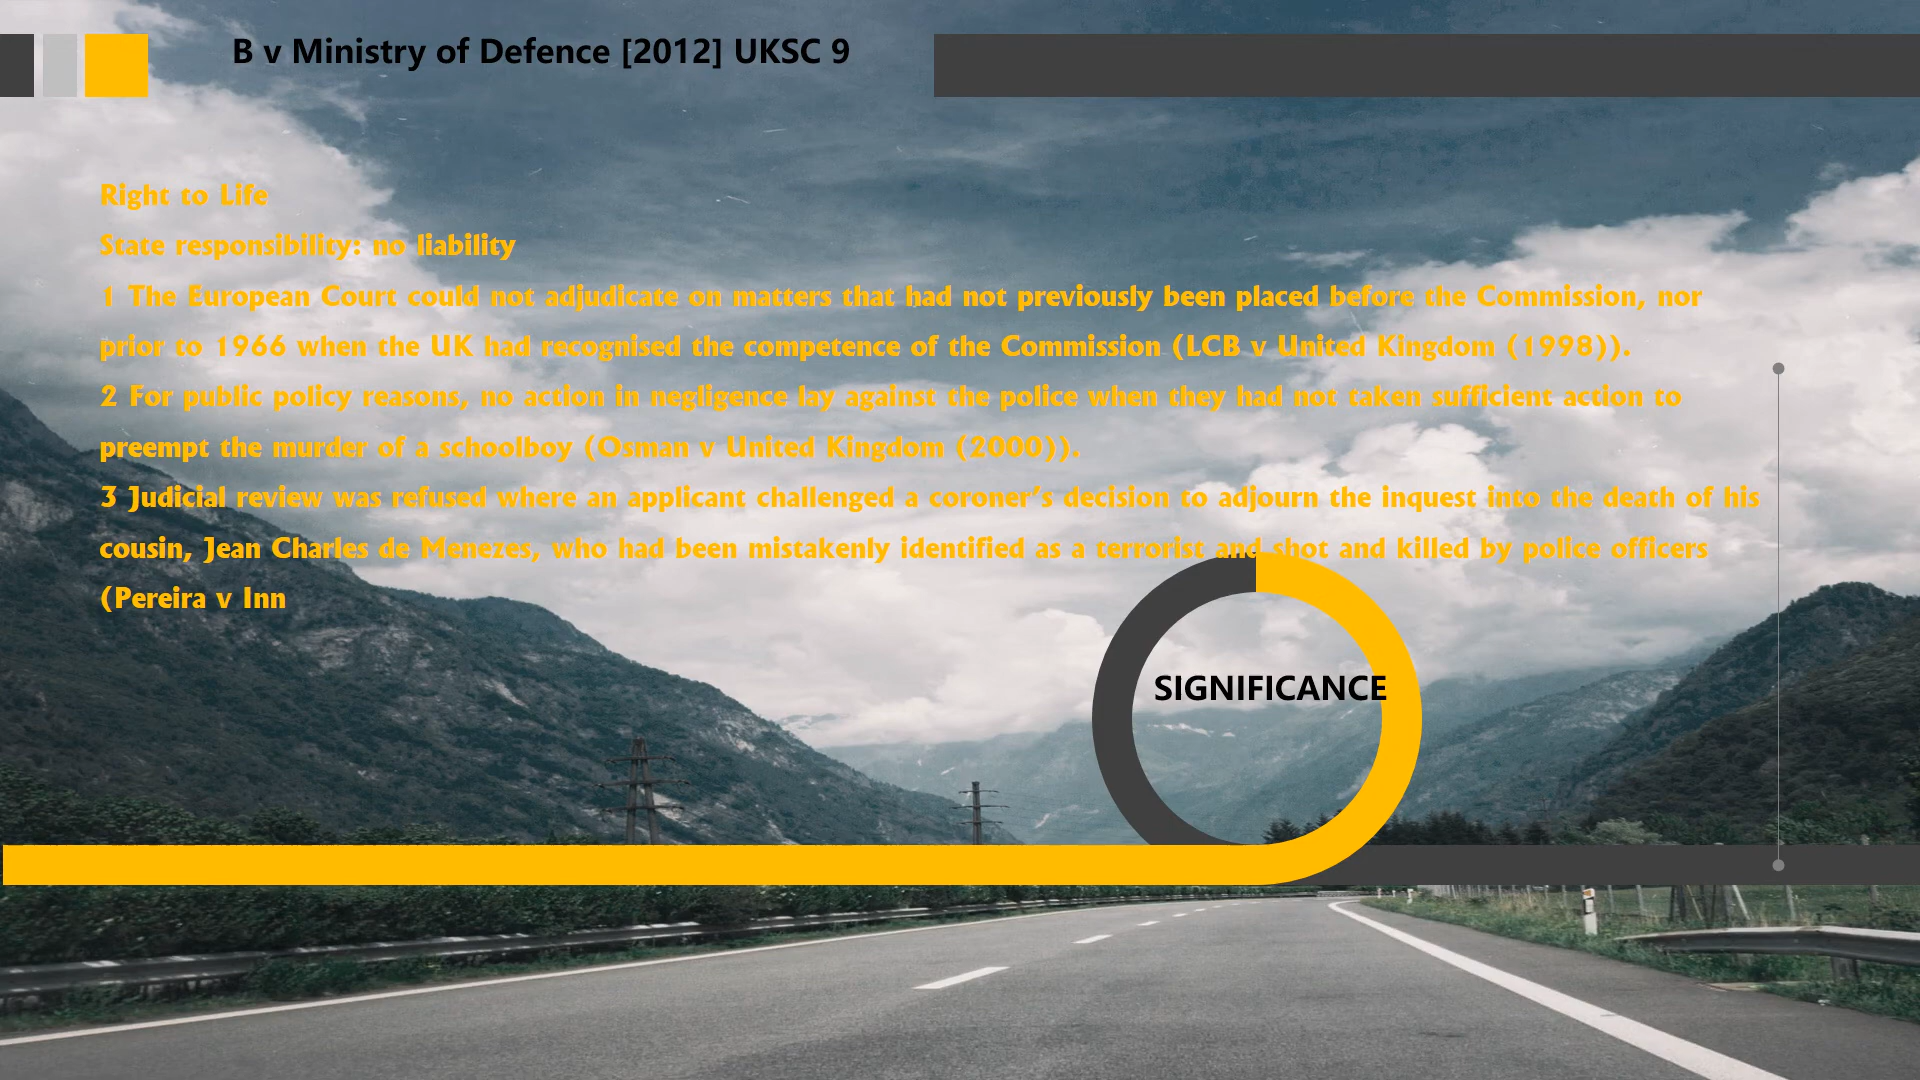 B v Ministry of Defence [2012] UKSC 9
Right to Life
State responsibility: no liability
1 The European Court could not adjudicate on matters that had not previously been placed before the Commission, nor
prior to 1966 when the UK had recognised the competence of the Commission (LCB v United Kingdom (1998)).
2 For public policy reasons, no action in negligence lay against the police when they had not taken sufficient action to
preempt the murder of a schoolboy (Osman v United Kingdom (2000)).
3 Judicial review was refused where an applicant challenged a coroner's decision to adjourn the inquest into the death of his
cousin, Jean Charles de Menezes, who had been mistakenly identified as a terrorist and shot and killed by police officers
(Pereira v Inn
SIGNIFICANCE